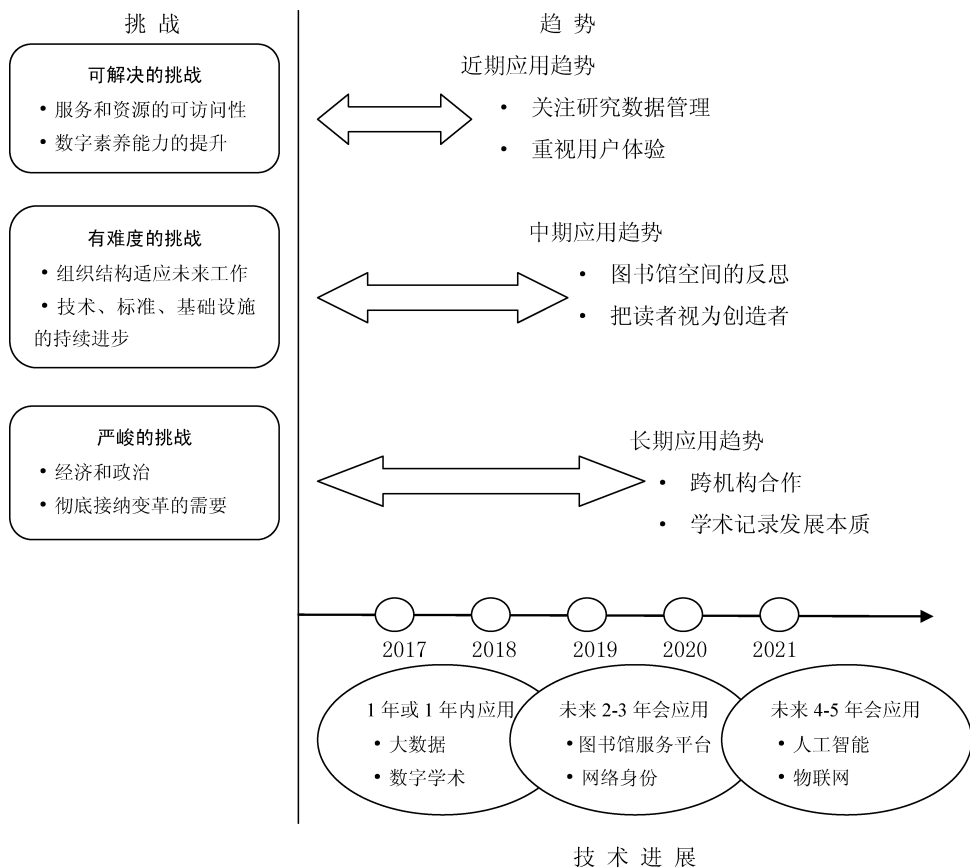 挑 战
可解决的挑战
• 服务和资源的可访问性
• 数字素养能力的提升
有难度的挑战
• 组织结构适应未来工作
• 技术、标准、基础设施
的持续进步
严峻的挑战
• 经济和政治
• 彻底接纳变革的需要
趋 势
近期应用趋势
• 关注研究数据管理
• 重视用户体验
中期应用趋势
• 图书馆空间的反思
• 把读者视为创造者
长期应用趋势
• 跨机构合作
• 学术记录发展本质
2017 2018 2019 2020 2021
1 年或 1 年内应用
• 大数据
• 数字学术
未来 2-3 年会应用
• 图书馆服务平台
• 网络身份
未来 4-5 年会应用
• 人工智能
• 物联网
技 术 进 展